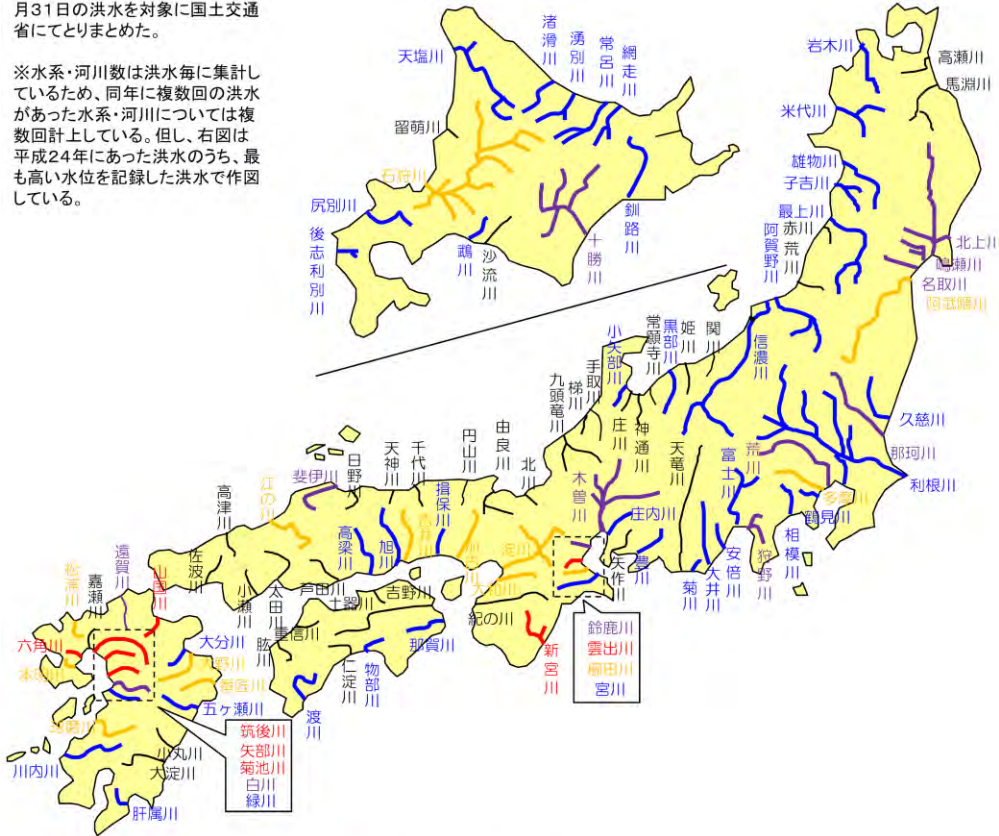 月31日の洪水を対象に国土交通
省にてとりまとめた。
※水系・河川数は洪水毎に集計し
ているため、同年に複数回の洪水
があった水系・河川については複
数回計上している。但し、右図は
平成24年にあった洪水のうち、最
も高い水位を記録した洪水で作図
している。
天塩川
渚滑川
湧別川
常呂川
網走川
留萌川
石狩川
尻別川
後志利別川
鵡川
沙流川
十勝川
釧路川
岩木川
高瀬川
馬淵川
米代川
雄物川
子吉川
最上川
赤川
荒川
阿賀野川
北上川
鳴瀬川
名取川
阿武隈川
信濃川
関川
姫川
黒部川
常願寺川
小矢部川
神通川
庄川
手取川
梯川
九頭竜川
久慈川
那珂川
利根川
荒川
多摩川
鶴見川
相模川
富士川
狩野川
安倍川
大井川
菊川
天竜川
豊川
矢作川
庄内川
木曽川
鈴鹿川
雲出川
櫛田川
宮川
北川
由良川
円山川
千代川
天神川
日野川
斐伊川
江の川
高津川
佐波川
小瀬川
太田川
芦田川
高梁川
旭川
吉井川
揖保川
加古川
淀川
大和川
紀の川
新宮川
吉野川
土器川
重信川
肱川
仁淀川
物部川
那賀川
渡川
遠賀川
山国川
松浦川
嘉瀬川
六角川
本明川
大分川
大野川
番匠川
五ヶ瀬川
筑後川
矢部川
菊池川
白川
緑川
球磨川
川内川
小丸川
大淀川
肝属川